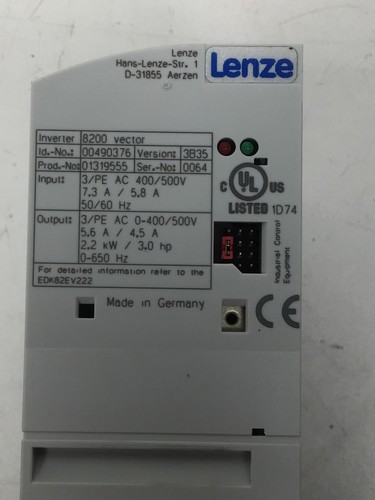 Lenze
Hans-Lenze-Str. 1
D-31855 Aerzen
Lenze
Inverter 8200 vector
Id.-No.: 00490376 Version: 3B35
Prod.-No: 01319555 Ser.-No: 0064
Input: 3/PE AC 400/500V
7,3 A / 5,8 A
50/60 Hz
Output: 3/PE AC 0-400/500V
5,6 A / 4,5 A
2,2 kW / 3,0 hp
0-650 Hz
For detailed information refer to the
EDK82EV222
C UL US
LISTED 1D74
Industrial Control
Equipment
Made in Germany
CE